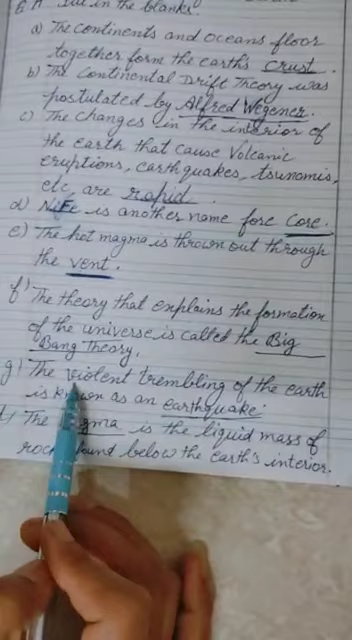 Fill in the blanks.
a) The continents and oceans floor
together form the earth's crust.
b) The Continental Drift Theory was
postulated by Alfred Wegener.
c) The changes in the interior of
the Earth that cause Volcanic
eruptions, earthquakes, tsunamis,
etc, are rapid.
d) NiFe is another name for Core.
e) The hot magma is thrown out through
the vent.
f) The theory that explains the formation
of the universe is called the Big
Bang Theory.
g) The violent trembling of the earth
is known as an earthquake
The is the liquid mass of
found below the earth's interior.